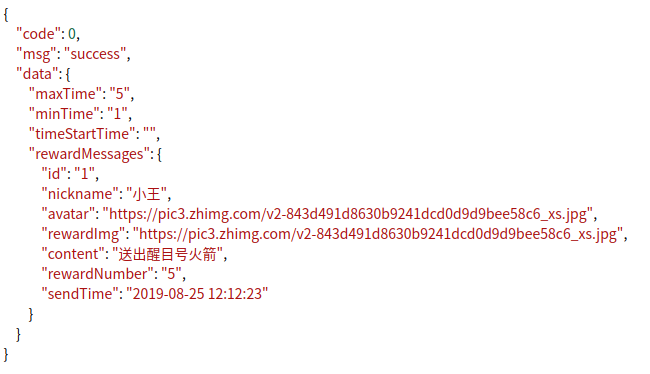 {
"code": 0,
"msg": "success",
"data": {
"maxTime": "5",
"minTime": "1",
"timeStartTime": "",
"rewardMessages": {
"id": "1",
"nickname": "小王",
"avatar": "https://pic3.zhimg.com/v2-843d491d8630b9241dcd0d9d9bee58c6_xs.jpg",
"rewardImg": "https://pic3.zhimg.com/v2-843d491d8630b9241dcd0d9d9bee58c6_xs.jpg",
"content": "送出醒目号火箭",
"rewardNumber": "5",
"sendTime": "2019-08-25 12:12:23"
}
}
}